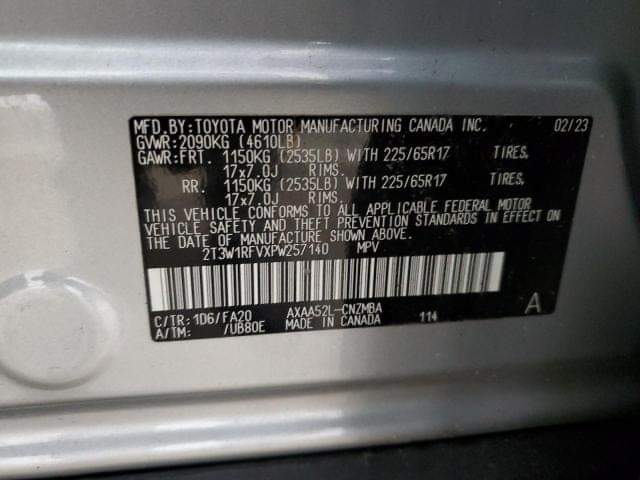 MFD.BY:TOYOTA MOTOR MANUFACTURING CANADA INC. 02/23
GVWR:2090KG (4610LB)
GAWR:FRT. 1150KG (2535LB) WITH 225/65R17 TIRES,
17x7.0J RIMS.
RR. 1150KG (2535LB) WITH 225/65R17 TIRES,
17x7.0J RIMS.
THIS VEHICLE CONFORMS TO ALL APPLICABLE FEDERAL MOTOR
VEHICLE SAFETY AND THEFT PREVENTION STANDARDS IN EFFECT ON
THE DATE OF MANUFACTURE SHOWN ABOVE.
2T3W1RFVXPW257140 MPV
C/TR:1D6/FA20 AXAA52L-CNZMBA A
A/TM: /UB80E MADE IN CANADA 114